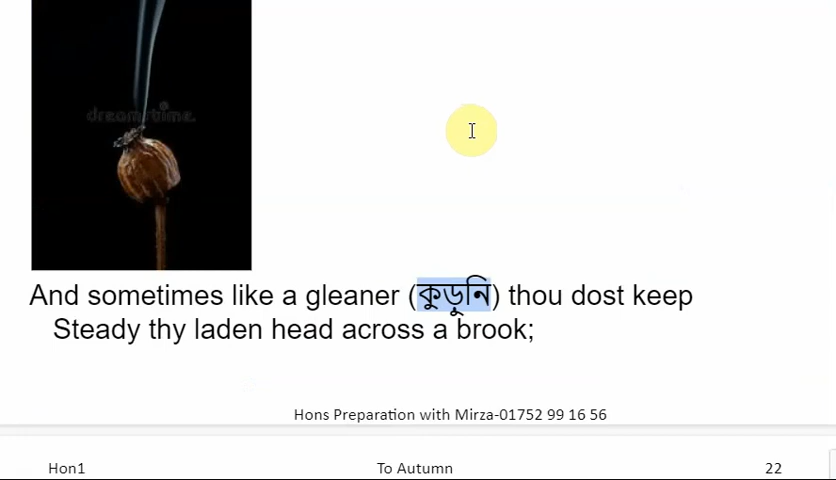 dreamstime.
And sometimes like a gleaner (কুড়ুনি) thou dost keep
Steady thy laden head across a brook;
Hons Preparation with Mirza-01752 99 16 56
Hon1 To Autumn 22